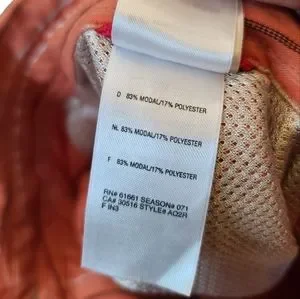 D 83% MODAL/17% POLYESTER
NL 83% MODAL/17% POLYESTER
F 83% MODAL/17% POLYESTER
RN# 61661 SEASON# 071
CA# 30516 STYLE# AO2R
F IN3